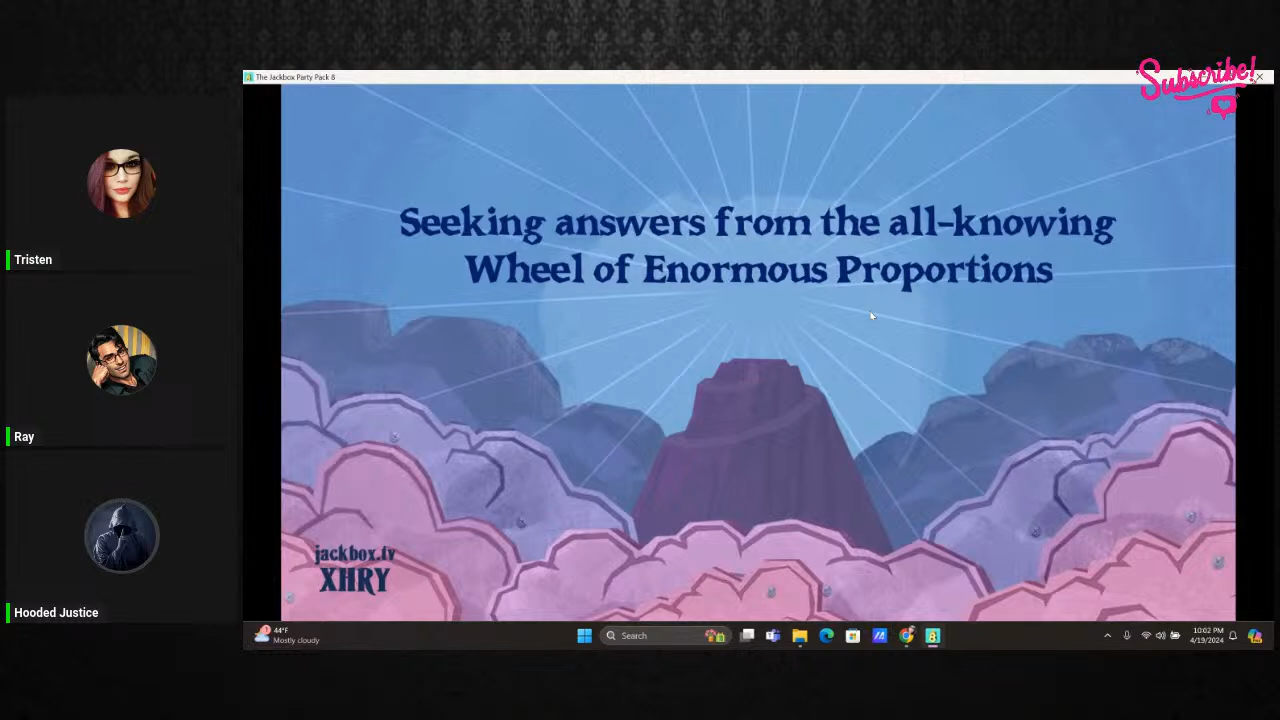 The Jackbox Party Pack 8
Subscribe!
Seeking answers from the all-knowing
Wheel of Enormous Proportions
Tristen
Ray
Hooded Justice
jackbox.tv
XHRY
44°F
Mostly cloudy
Search
10:02 PM
4/19/2024